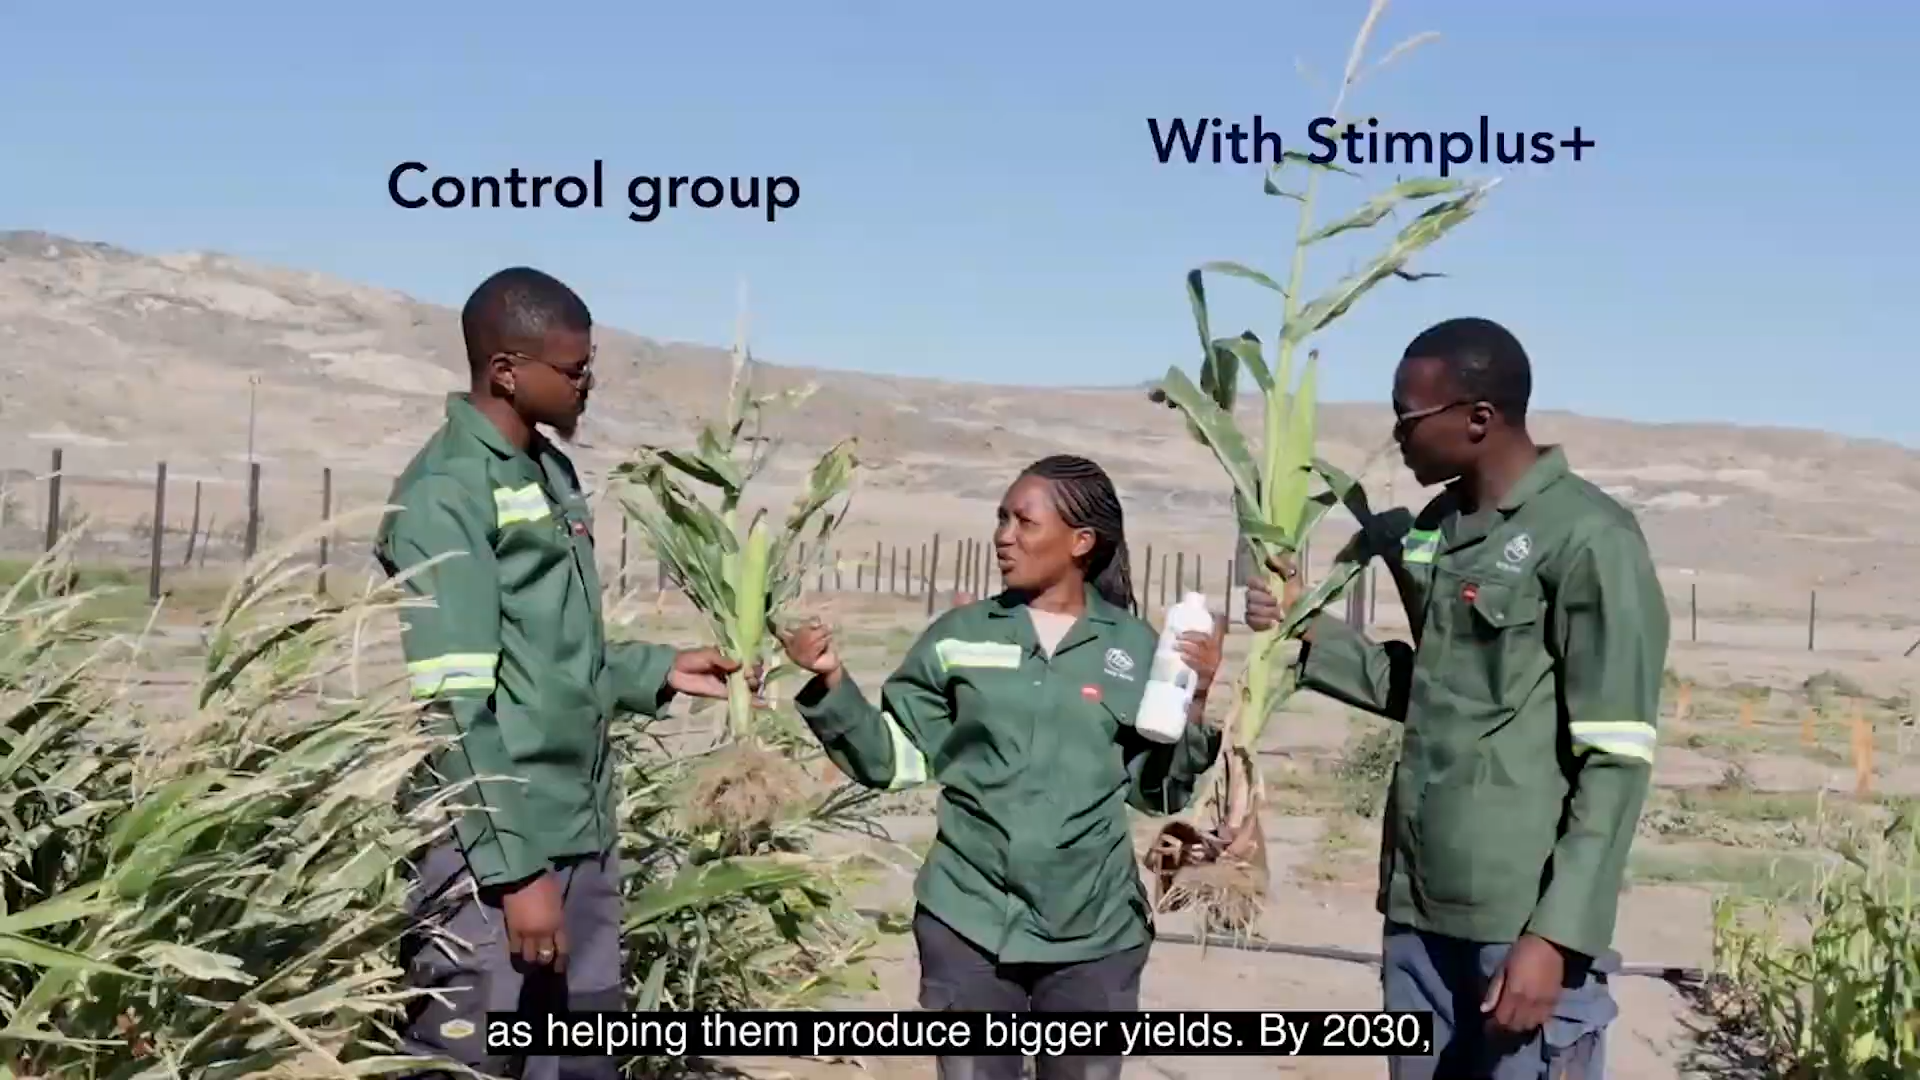 With Stimplus+
Control group
as helping them produce bigger yields. By 2030,